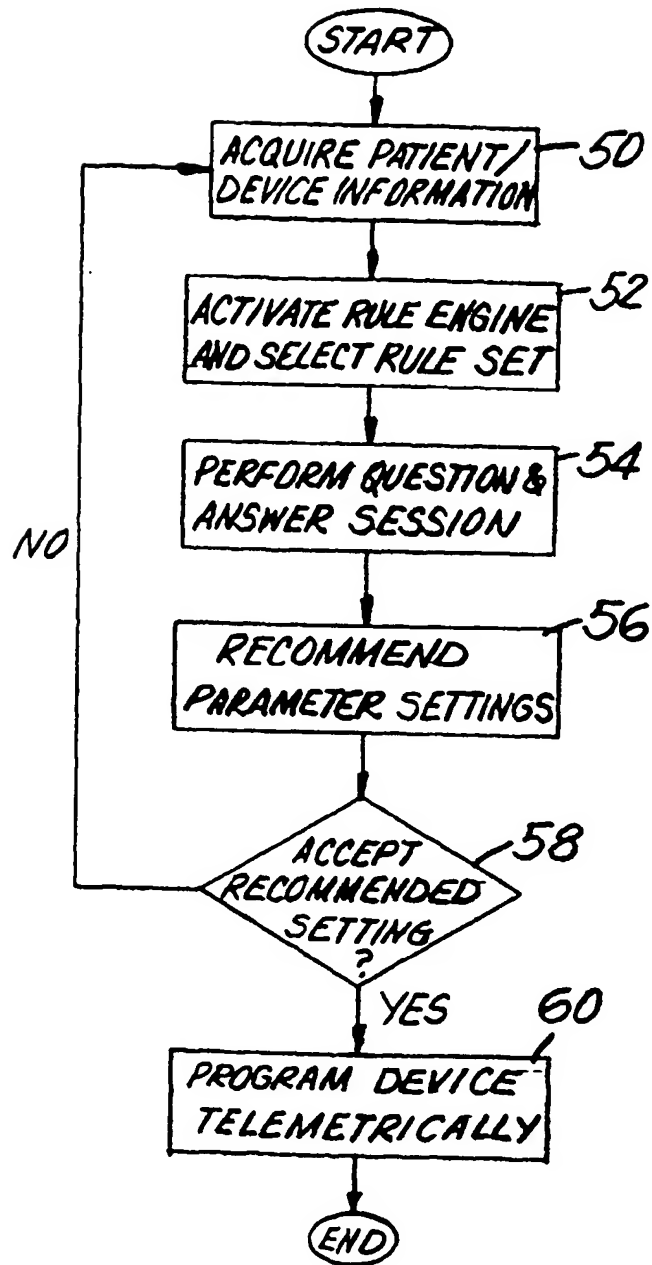 START
ACQUIRE PATIENT/
DEVICE INFORMATION
50
ACTIVATE RULE ENGINE
AND SELECT RULE SET
52
PERFORM QUESTION &
ANSWER SESSION
54
NO
RECOMMEND
PARAMETER SETTINGS
56
ACCEPT
RECOMMENDED
SETTING
?
58
YES
PROGRAM DEVICE
TELEMETRICALLY
60
END